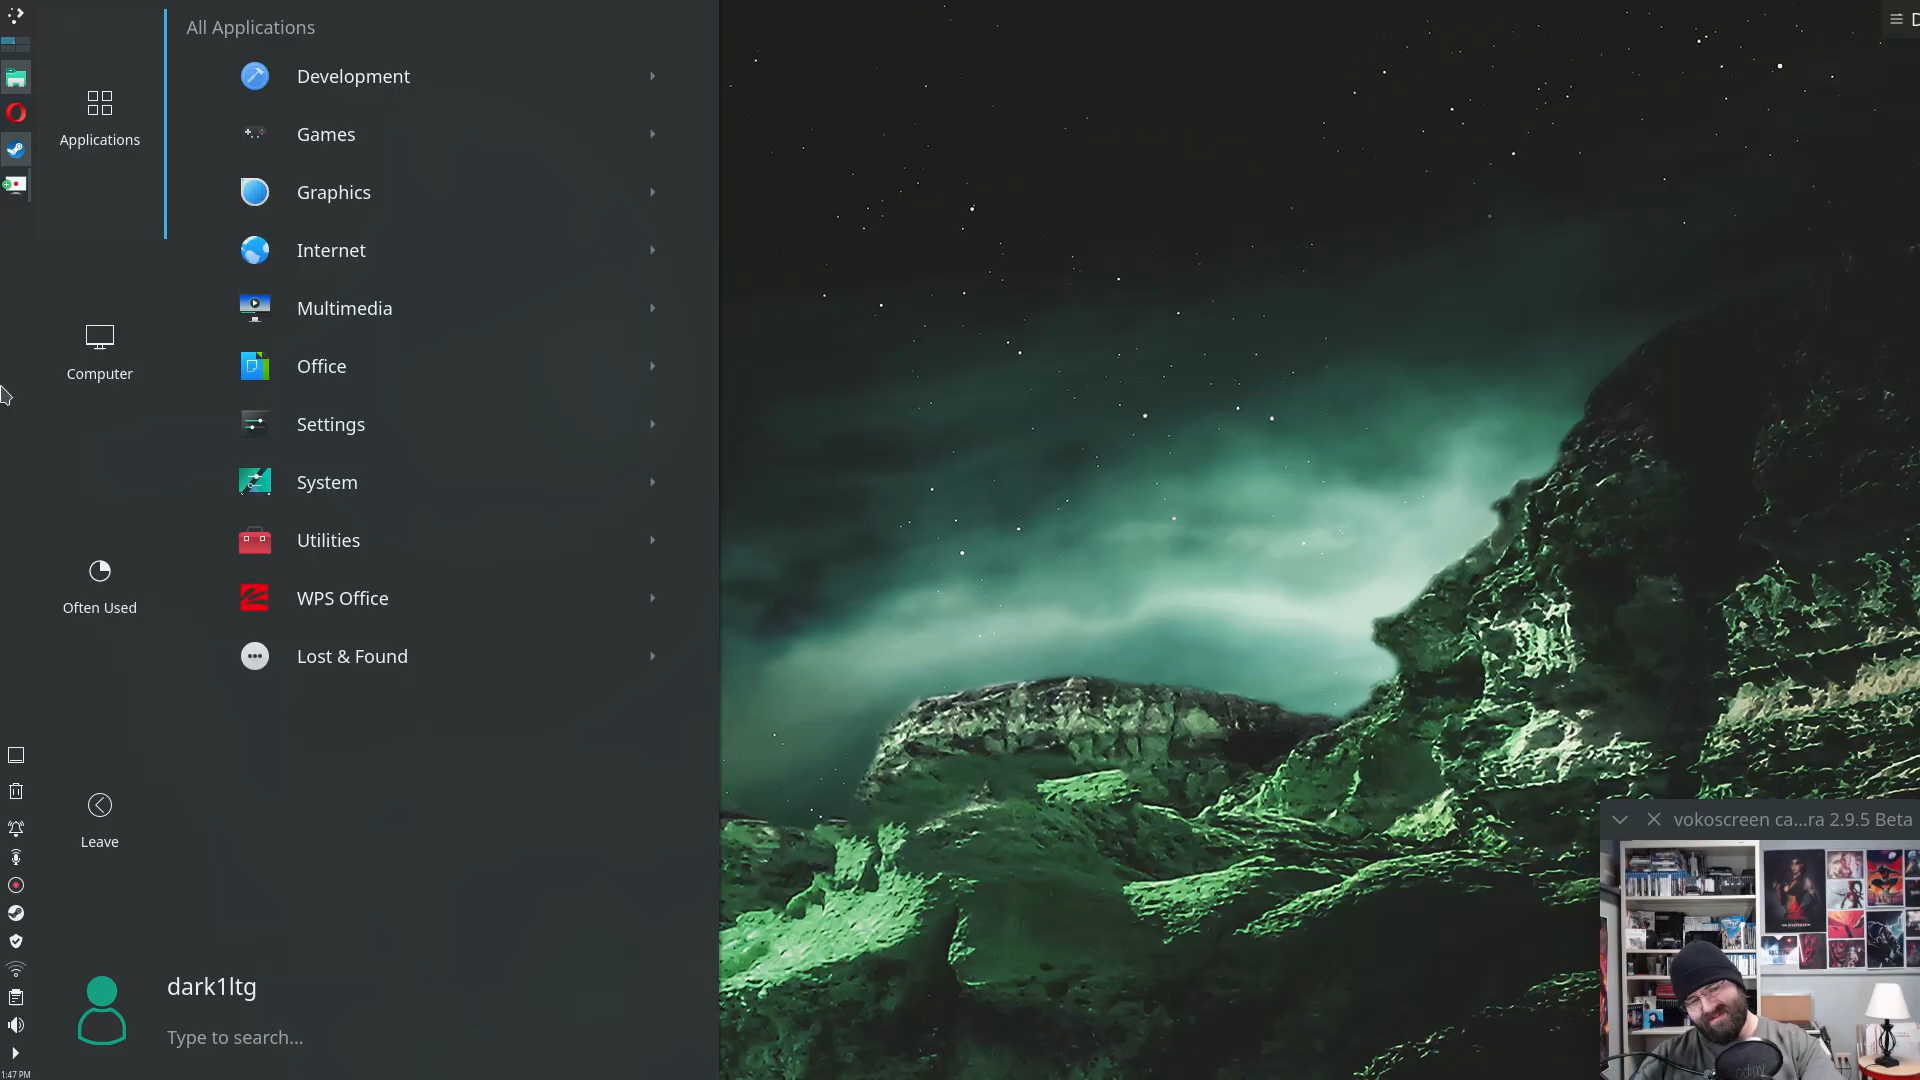 All Applications
Development
Games
Graphics
Internet
Multimedia
Office
Settings
System
Utilities
WPS Office
Lost & Found
Applications
Computer
Often Used
Leave
dark1ltg
Type to search...
1:47 PM
D
vokoscreen ca...ra 2.9.5 Beta